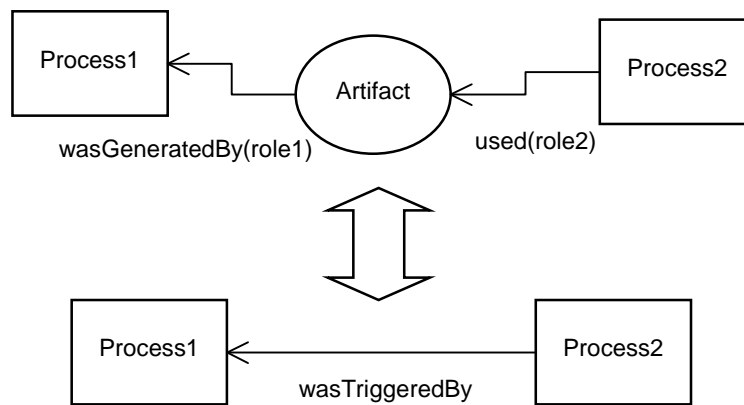 Process1
Artifact
Process2
wasGeneratedBy(role1)
used(role2)
Process1
Process2
wasTriggeredBy